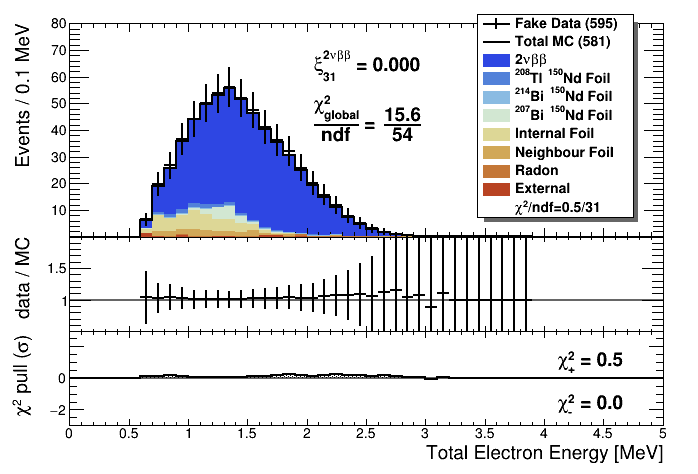 Events / 0.1 MeV
80
70
60
50
40
30
20
10
ξ₃₁^2νββ = 0.000
χ²_global / ndf = 15.6 / 54
Fake Data (595)
Total MC (581)
2νββ
²⁰⁸Tl ¹⁵⁰Nd Foil
²¹⁴Bi ¹⁵⁰Nd Foil
²⁰⁷Bi ¹⁵⁰Nd Foil
Internal Foil
Neighbour Foil
Radon
External
χ²/ndf=0.5/31
data / MC
1.5
1
χ² pull (σ)
0
−2
χ²₊ = 0.5
χ²₋ = 0.0
0 0.5 1 1.5 2 2.5 3 3.5 4 4.5 5
Total Electron Energy [MeV]